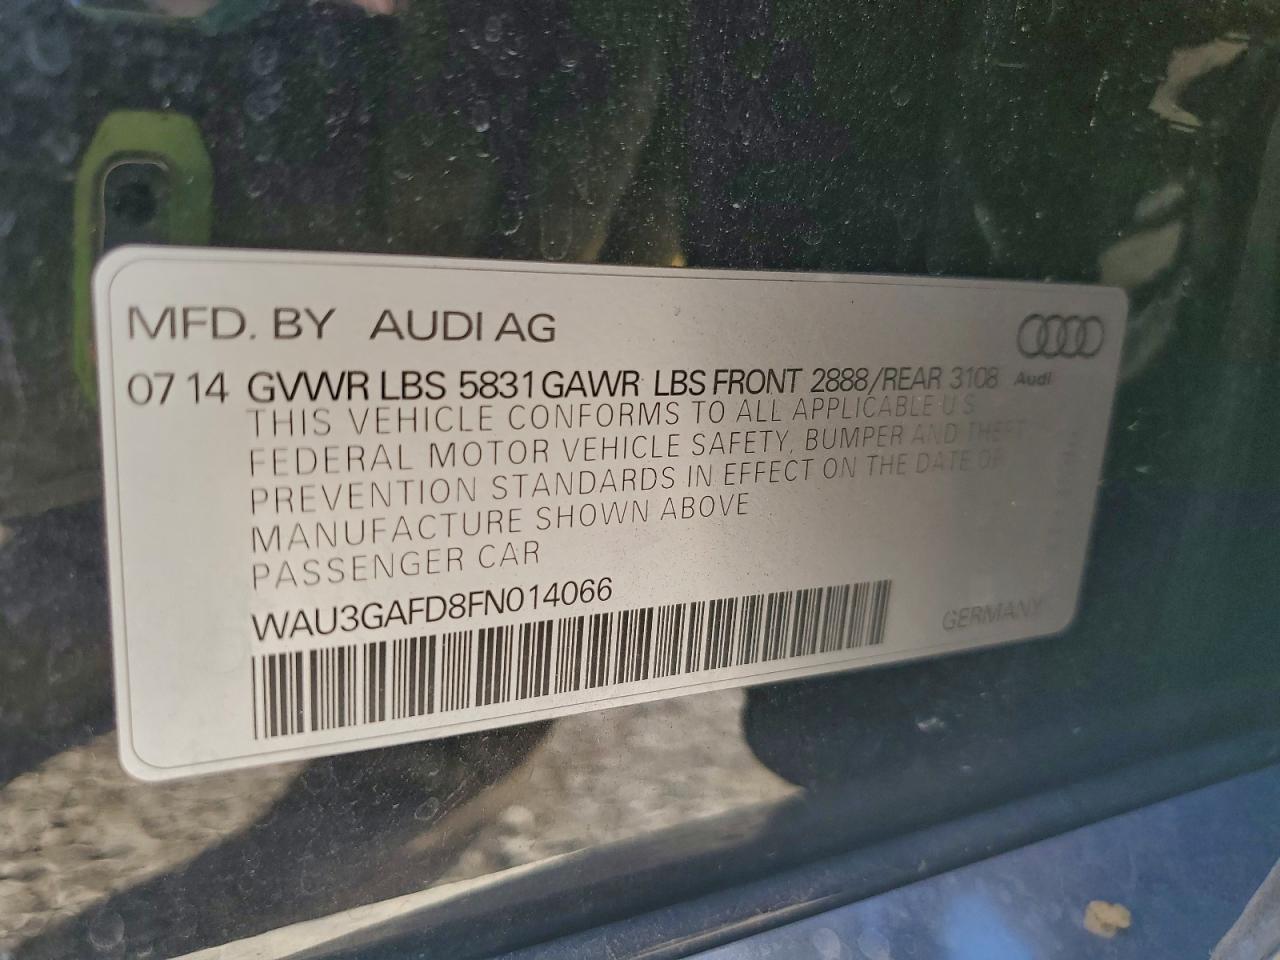 MFD. BY AUDI AG
07 14 GVWR LBS 5831 GAWR LBS FRONT 2888/REAR 3108 Audi
THIS VEHICLE CONFORMS TO ALL APPLICABLE U S
FEDERAL MOTOR VEHICLE SAFETY, BUMPER AND THEFT
PREVENTION STANDARDS IN EFFECT ON THE DATE OF
MANUFACTURE SHOWN ABOVE
PASSENGER CAR
WAU3GAFD8FN014066
GERMANY